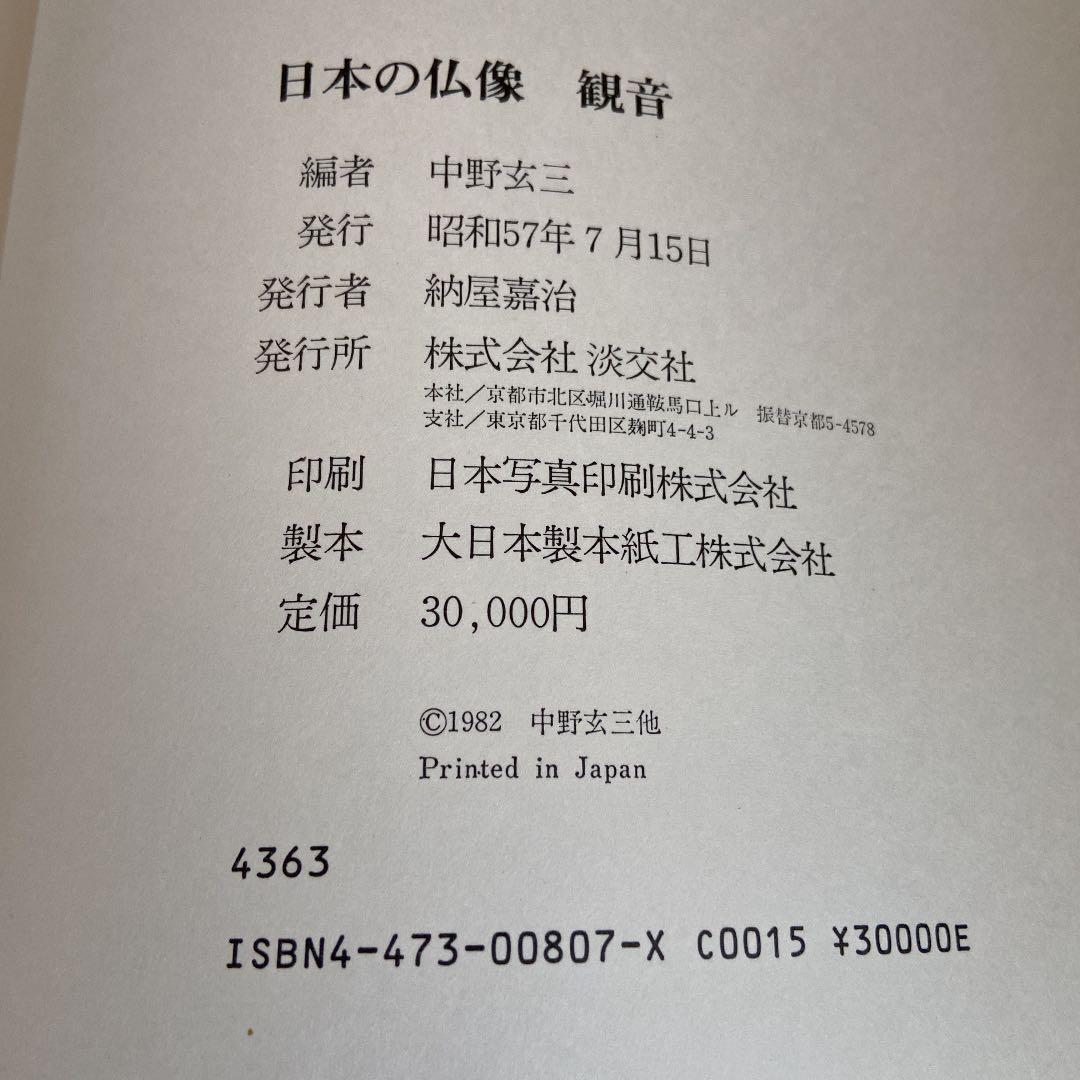 日本の仏像　観音
編者　中野玄三
発行　昭和57年7月15日
発行者　納屋嘉治
発行所　株式会社 淡交社
本社／京都市北区堀川通鞍馬口上ル　振替京都5-4578
支社／東京都千代田区麹町4-4-3
印刷　日本写真印刷株式会社
製本　大日本製本紙工株式会社
定価　30,000円
©1982　中野玄三他
Printed in Japan
4363
ISBN4-473-00807-X C0015 ¥30000E